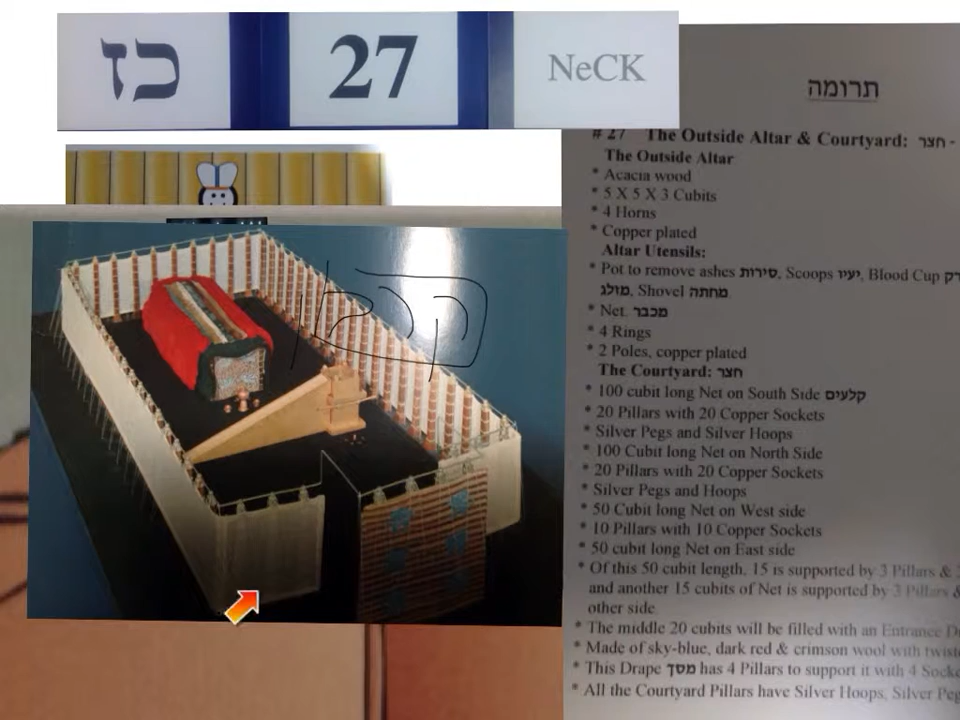 כז 27 NeCK
תרומה
# 27 The Outside Altar & Courtyard: חצר -
The Outside Altar
* Acacia wood
* 5 X 5 X 3 Cubits
* 4 Horns
* Copper plated
Altar Utensils:
* Pot to remove ashes סירות, Scoops יעיו, Blood Cup
מזלג, Shovel מחתה
* Net מכבר
* 4 Rings
* 2 Poles, copper plated
The Courtyard: חצר
* 100 cubit long Net on South Side קלעים
* 20 Pillars with 20 Copper Sockets
* Silver Pegs and Silver Hoops
* 100 Cubit long Net on North Side
* 20 Pillars with 20 Copper Sockets
* Silver Pegs and Hoops
* 50 Cubit long Net on West side
* 10 Pillars with 10 Copper Sockets
* 50 cubit long Net on East side
* Of this 50 cubit length, 15 is supported by 3 Pillars &
and another 15 cubits of Net is supported by 3 Pillars &
other side
* The middle 20 cubits will be filled with an Entrance
* Made of sky-blue, dark red & crimson wool with
* This Drape מסך has 4 Pillars to support it with 4
* All the Courtyard Pillars have Silver Hoops, Silver